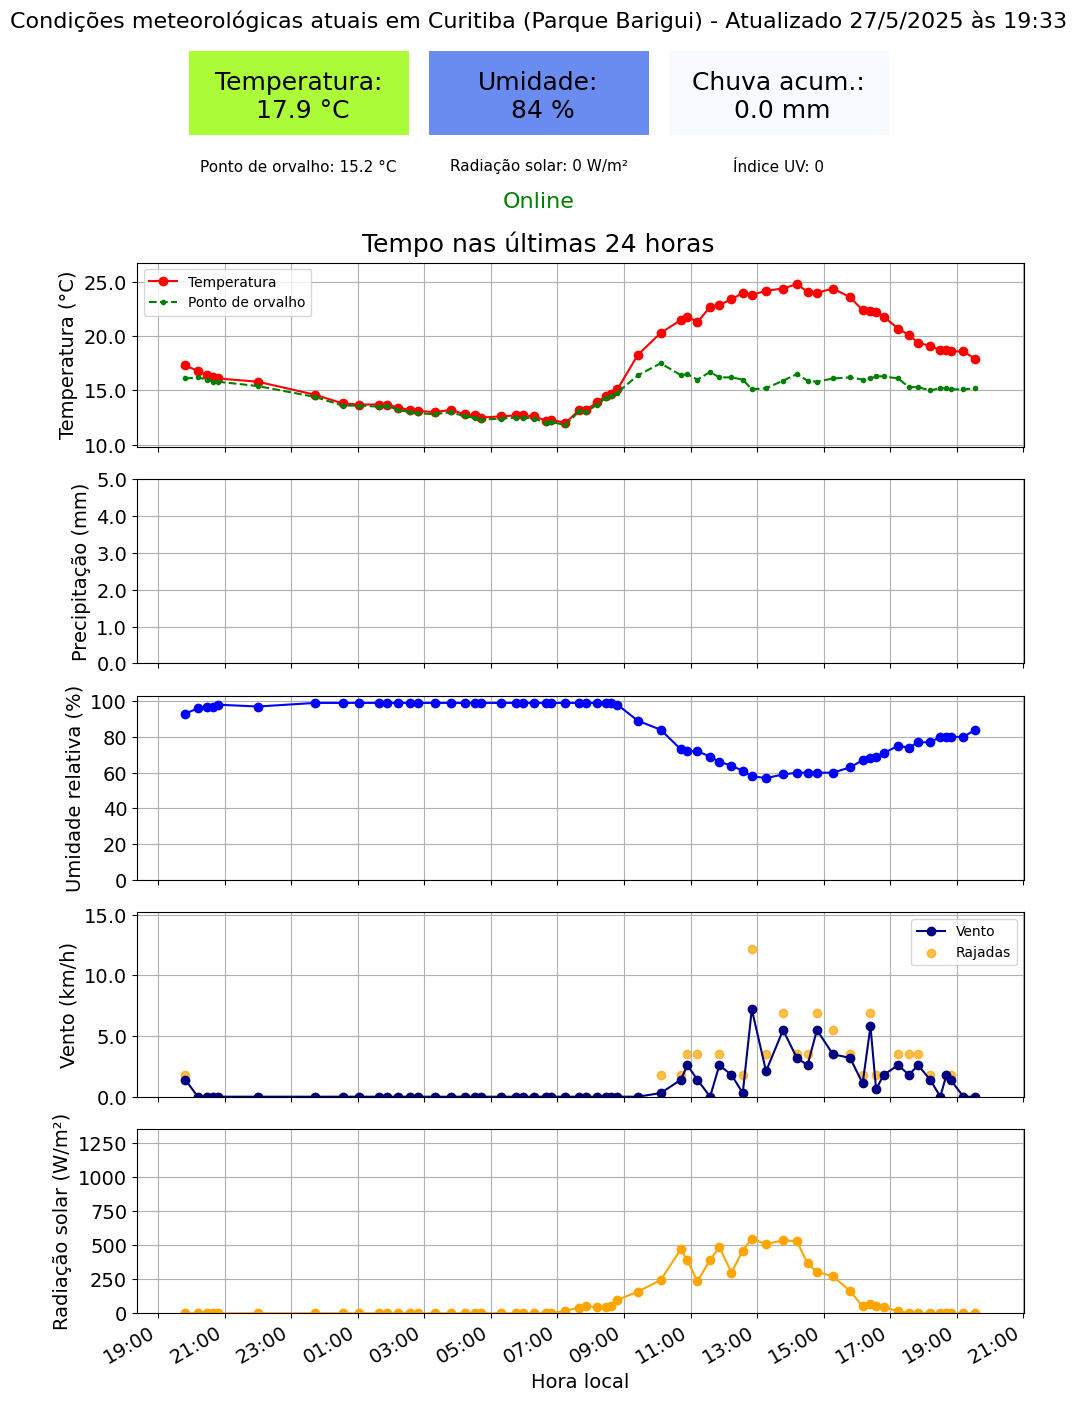 Condições meteorológicas atuais em Curitiba (Parque Barigui) - Atualizado 27/5/2025 às 19:33
Temperatura:
17.9 °C
Umidade:
84 %
Chuva acum.:
0.0 mm
Ponto de orvalho: 15.2 °C
Radiação solar: 0 W/m²
Índice UV: 0
Online
Tempo nas últimas 24 horas
Temperatura (°C)
25.0
20.0
15.0
10.0
Temperatura
Ponto de orvalho
Precipitação (mm)
5.0
4.0
3.0
2.0
1.0
0.0
Umidade relativa (%)
100
80
60
40
20
0
Vento (km/h)
15.0
10.0
5.0
0.0
Vento
Rajadas
Radiação solar (W/m²)
1250
1000
750
500
250
0
19:00
21:00
23:00
01:00
03:00
05:00
07:00
09:00
11:00
13:00
15:00
17:00
19:00
21:00
Hora local